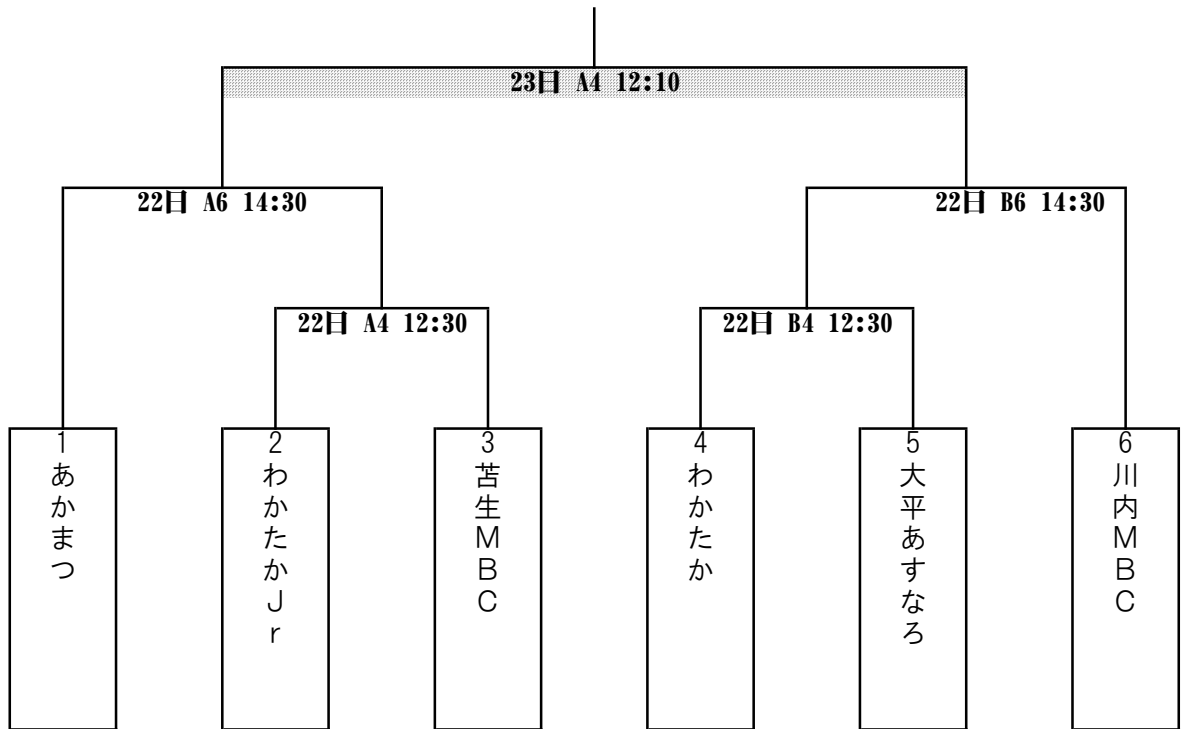 23日 A4 12:10
22日 A6 14:30
22日 B6 14:30
22日 A4 12:30
22日 B4 12:30
1
あかまつ
2
わかたかJr
3
苫生MBC
4
わかたか
5
大平あすなろ
6
川内MBC